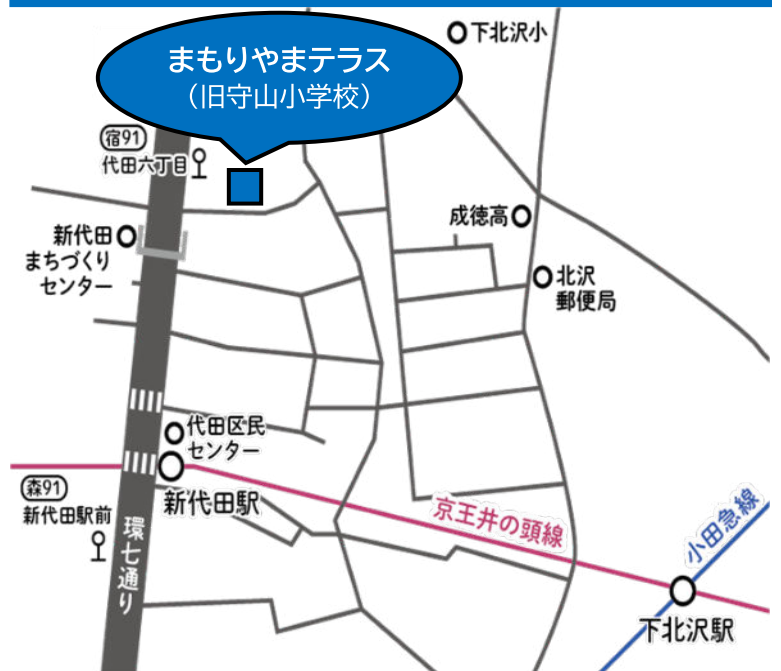 まもりやまテラス
（旧守山小学校）
下北沢小
宿91
代田六丁目
成徳高
新代田
まちづくり
センター
北沢
郵便局
代田区民
センター
新代田駅
森91
新代田駅前
環七通り
京王井の頭線
小田急線
下北沢駅